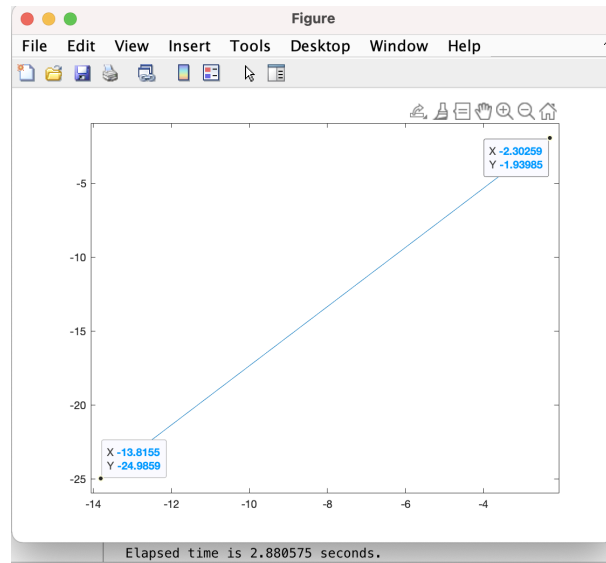 Figure
File Edit View Insert Tools Desktop Window Help
X -2.30259
Y -1.93985
-5
-10
-15
-20
X -13.8155
Y -24.9859
-25
-14 -12 -10 -8 -6 -4
Elapsed time is 2.880575 seconds.